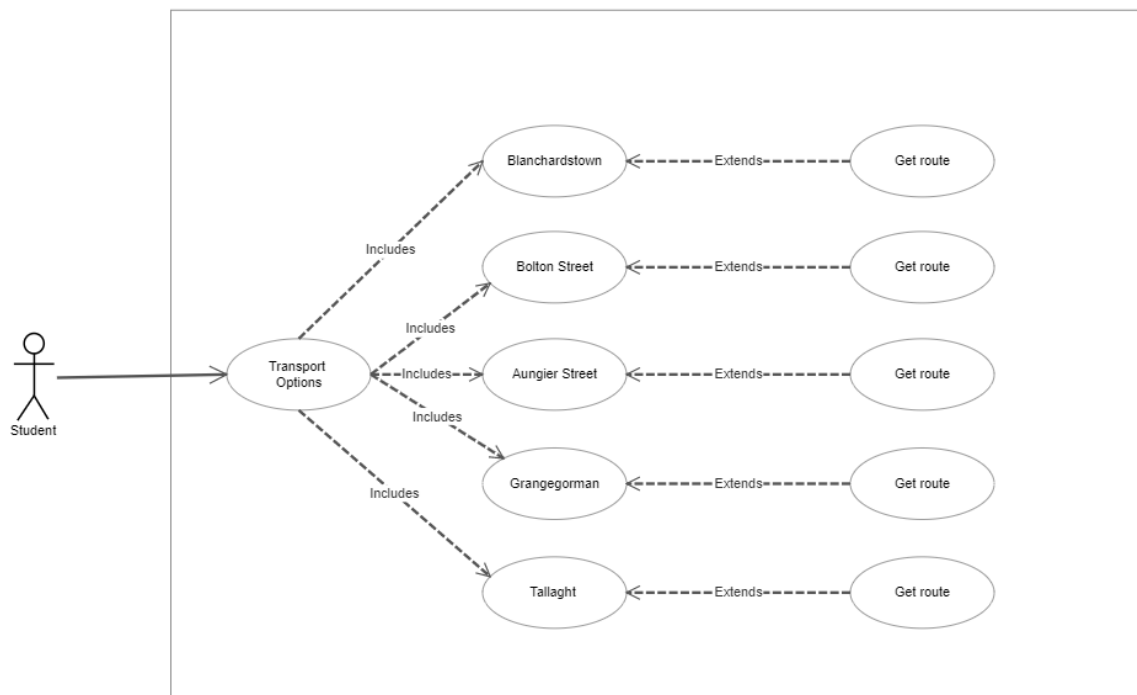 Blanchardstown
Extends
Get route
Includes
Bolton Street
Extends
Get route
Includes
Transport
Options
Includes
Aungier Street
Extends
Get route
Student
Includes
Grangegorman
Extends
Get route
Includes
Tallaght
Extends
Get route